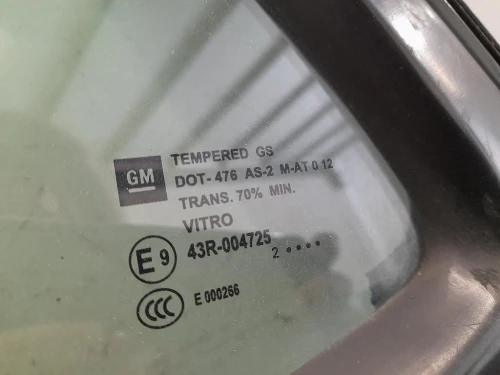 GM
TEMPERED GS
DOT-476 AS-2 M-AT 0 12
TRANS. 70% MIN.
VITRO
E9 43R-004725
2 ••••
CCC E 000266